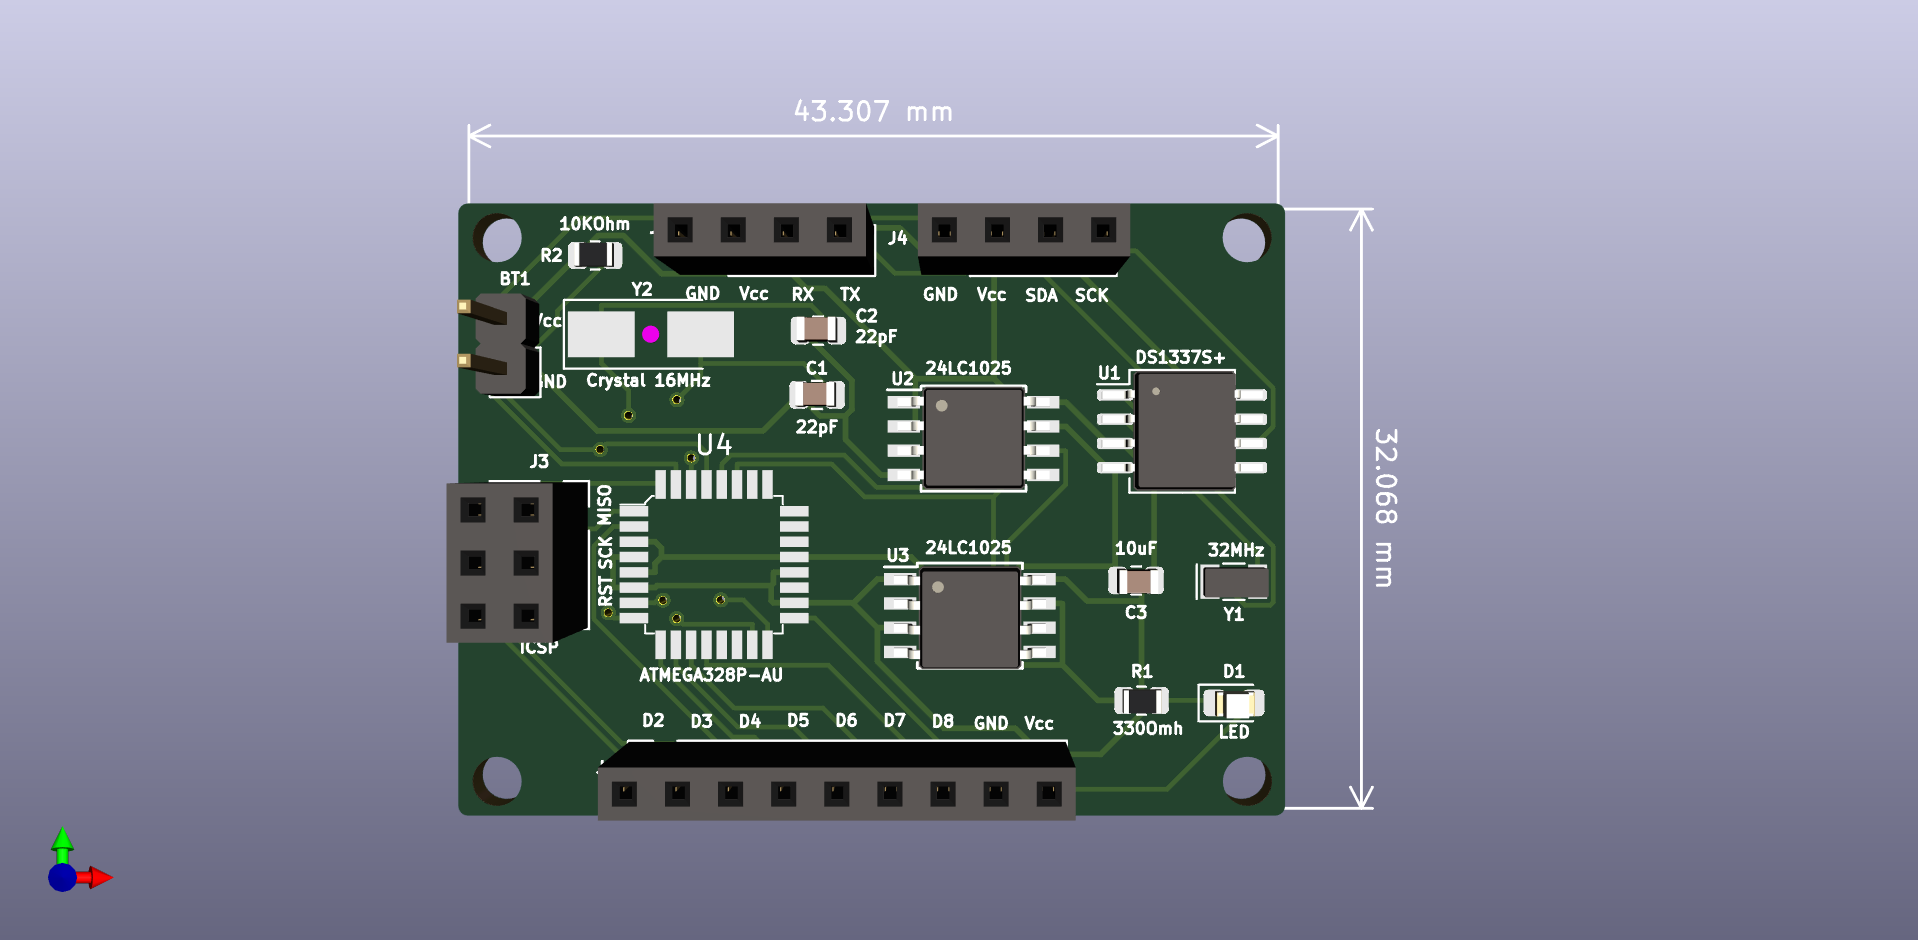 43.307 mm
32.068 mm
10KOhm
R2
J4
BT1
Vcc
GND
Y2
GND Vcc RX TX
GND Vcc SDA SCK
C2
22pF
Crystal 16MHz
C1
22pF
U2
24LC1025
U1
DS1337S+
U4
J3
MISO
SCK
RST
ICSP
ATMEGA328P-AU
U3
24LC1025
10uF
C3
32MHz
Y1
R1
330Omh
D1
LED
D2 D3 D4 D5 D6 D7 D8 GND Vcc